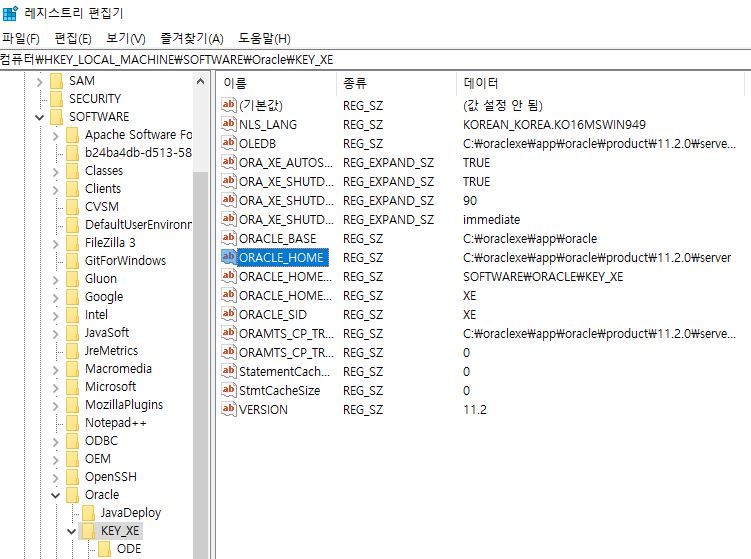 레지스트리 편집기
파일(F) 편집(E) 보기(V) 즐겨찾기(A) 도움말(H)
컴퓨터₩HKEY_LOCAL_MACHINE₩SOFTWARE₩Oracle₩KEY_XE
SAM
SECURITY
SOFTWARE
Apache Software Fo
b24ba4db-d513-58
Classes
Clients
CVSM
DefaultUserEnvironr
FileZilla 3
GitForWindows
Gluon
Google
Intel
JavaSoft
JreMetrics
Macromedia
Microsoft
MozillaPlugins
Notepad++
ODBC
OEM
OpenSSH
Oracle
JavaDeploy
KEY_XE
ODE
이름 종류 데이터
(기본값) REG_SZ (값 설정 안 됨)
NLS_LANG REG_SZ KOREAN_KOREA.KO16MSWIN949
OLEDB REG_SZ C:₩oraclexe₩app₩oracle₩product₩11.2.0₩serve...
ORA_XE_AUTOS... REG_EXPAND_SZ TRUE
ORA_XE_SHUTD... REG_EXPAND_SZ TRUE
ORA_XE_SHUTD... REG_EXPAND_SZ 90
ORA_XE_SHUTD... REG_EXPAND_SZ immediate
ORACLE_BASE REG_SZ C:₩oraclexe₩app₩oracle
ORACLE_HOME REG_SZ C:₩oraclexe₩app₩oracle₩product₩11.2.0₩server
ORACLE_HOME... REG_SZ SOFTWARE₩ORACLE₩KEY_XE
ORACLE_HOME... REG_SZ XE
ORACLE_SID REG_SZ XE
ORAMTS_CP_TR... REG_SZ C:₩oraclexe₩app₩oracle₩product₩11.2.0₩serve...
ORAMTS_CP_TR... REG_SZ 0
StatementCach... REG_SZ 0
StmtCacheSize REG_SZ 0
VERSION REG_SZ 11.2